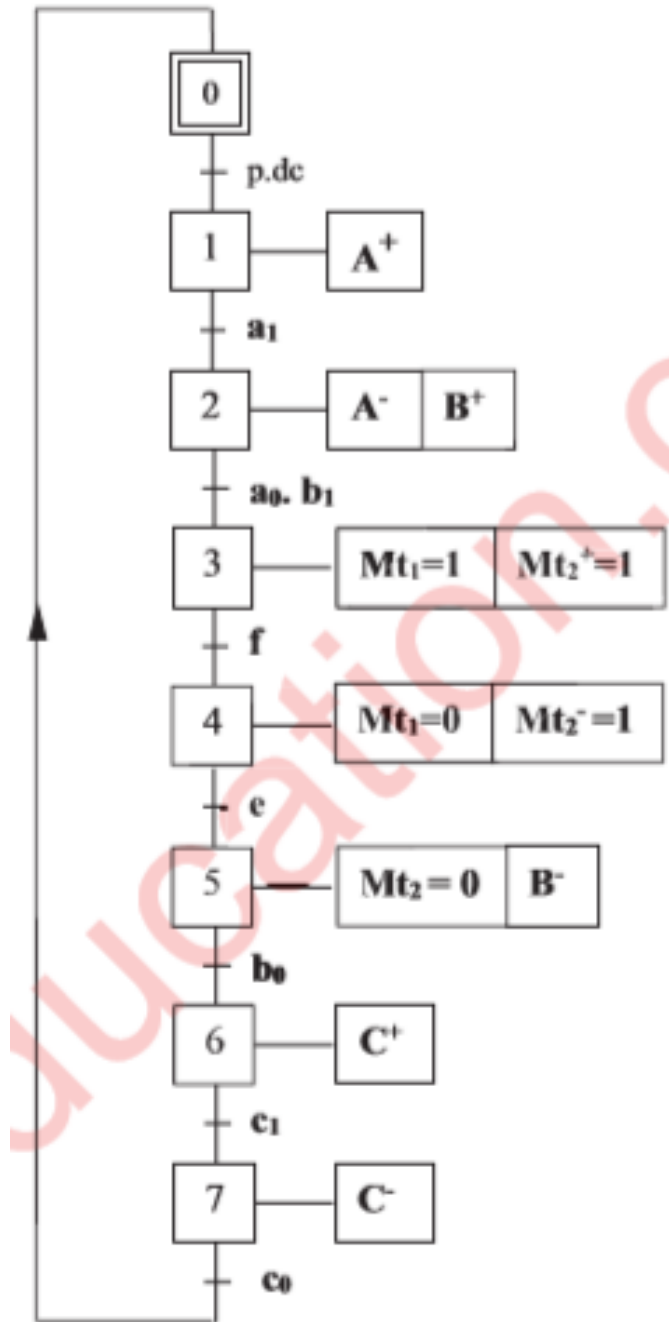 0
p.dc
1 A⁺
a₁
2 A⁻ B⁺
a₀. b₁
3 Mt₁=1 Mt₂⁺=1
f
4 Mt₁=0 Mt₂⁻=1
e
5 Mt₂ = 0 B⁻
b₀
6 C⁺
c₁
7 C⁻
c₀
ducation.